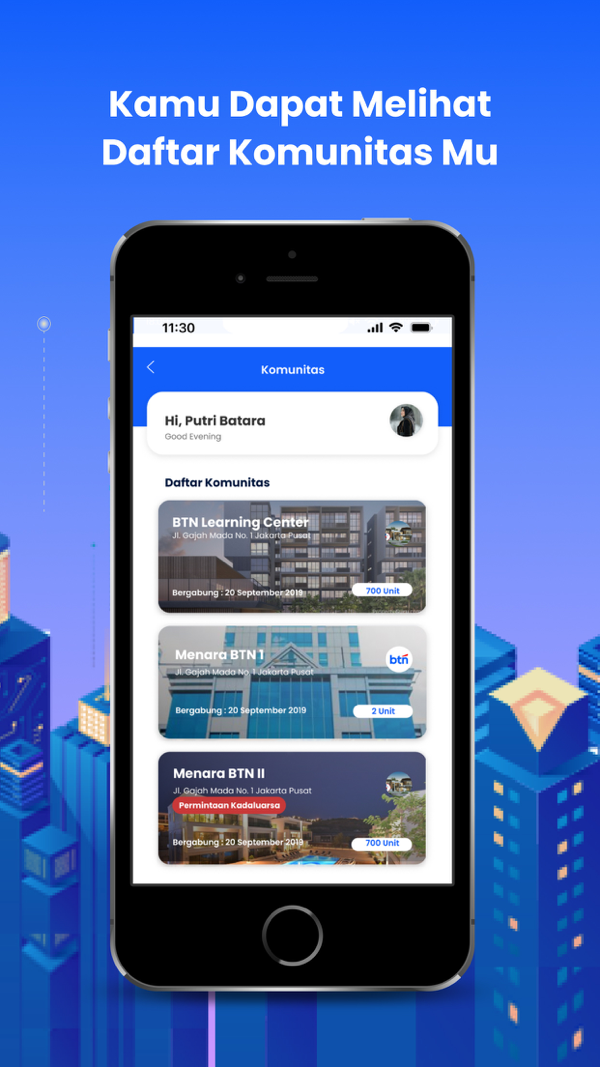 Kamu Dapat Melihat
Daftar Komunitas Mu
11:30
Komunitas
Hi, Putri Batara
Good Evening
Daftar Komunitas
BTN Learning Center
Jl. Gajah Mada No. 1 Jakarta Pusat
Bergabung : 20 September 2019
700 Unit
Menara BTN 1
btn
Jl. Gajah Mada No. 1 Jakarta Pusat
Bergabung : 20 September 2019
2 Unit
Menara BTN II
Jl. Gajah Mada No. 1 Jakarta Pusat
Permintaan Kadaluarsa
Bergabung : 20 September 2019
700 Unit